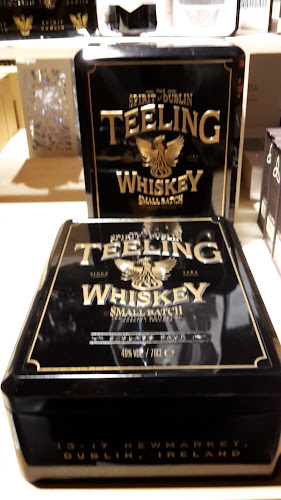 THE
SPIRIT OF DUBLIN
TEELING
WHISKEY
SMALL BATCH
SPIRIT OF DUBLIN
TEELING
SINCE 1782
WHISKEY
SMALL BATCH
46% VOL 70CL ℮
13-17 NEWMARKET,
DUBLIN, IRELAND